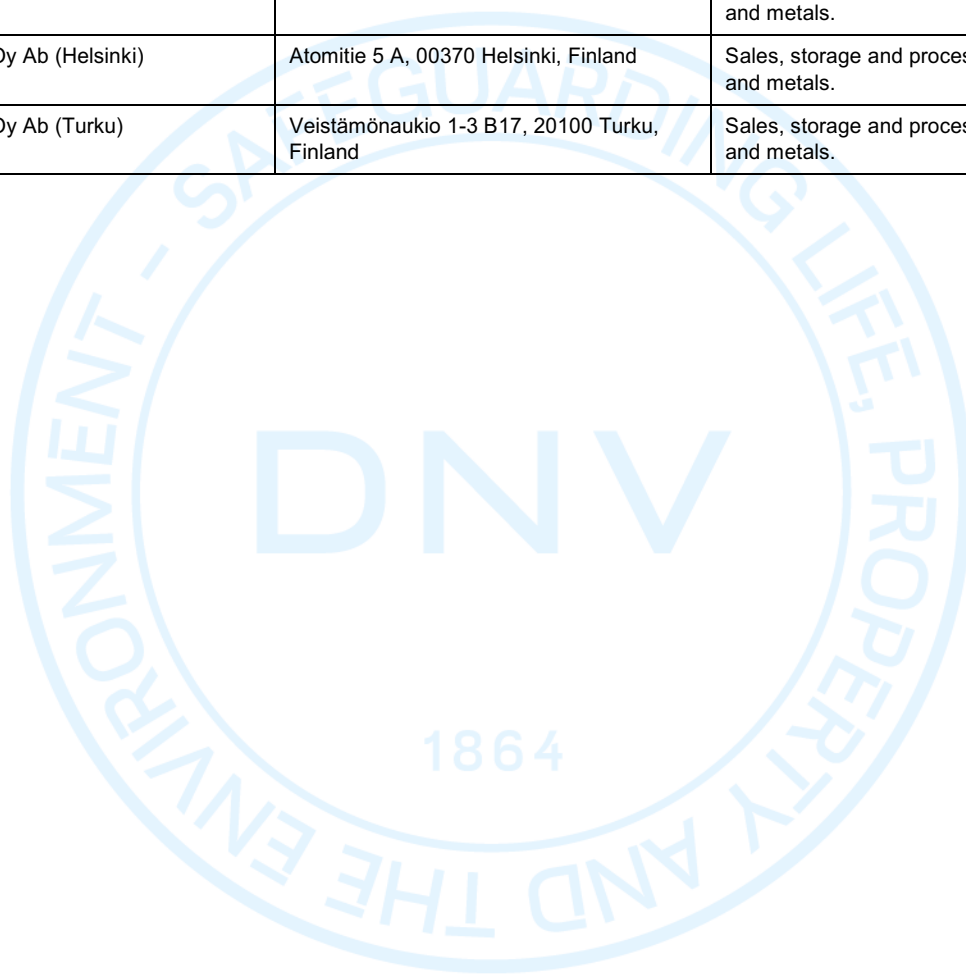 and metals.
Oy Ab (Helsinki) Atomitie 5 A, 00370 Helsinki, Finland Sales, storage and
and metals.
Oy Ab (Turku) Veistämönaukio 1-3 B17, 20100 Turku, Sales, storage and
Finland and metals.
SAFEGUARDING LIFE, PROPERTY AND THE ENVIRONMENT -
DNV
1864